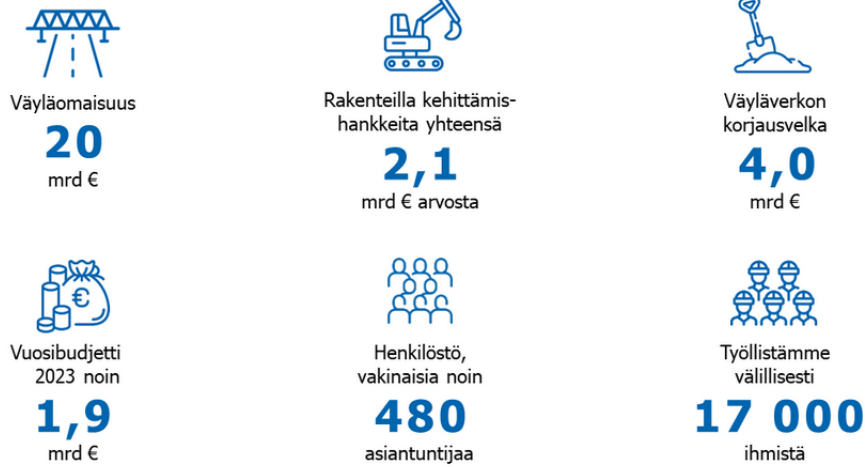 Väyläomaisuus
20
mrd €
Rakenteilla kehittämis-
hankkeita yhteensä
2,1
mrd € arvosta
Väyläverkon
korjausvelka
4,0
mrd €
€
Vuosibudjetti
2023 noin
1,9
mrd €
Henkilöstö,
vakinaisia noin
480
asiantuntijaa
Työllistämme
välillisesti
17 000
ihmistä